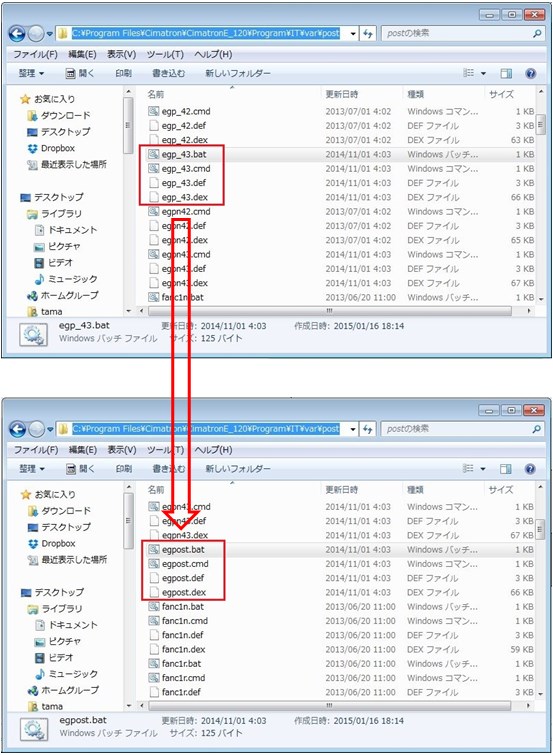 C:¥Program Files¥Cimatron¥CimatronE_120¥Program¥IT¥var¥post postの検索
ファイル(F) 編集(E) 表示(V) ツール(T) ヘルプ(H)
整理 開く 印刷 書き込む 新しいフォルダー
お気に入り
ダウンロード
デスクトップ
Dropbox
最近表示した場所
デスクトップ
ライブラリ
ドキュメント
ピクチャ
ビデオ
ミュージック
ホームグループ
tama
名前 更新日時 種類 サイズ
egp_42.cmd 2013/07/01 4:02 Windows コマン... 1 KB
egp_42.def 2013/07/01 4:02 DEF ファイル 3 KB
egp_42.dex 2013/07/01 4:02 DEX ファイル 63 KB
egp_43.bat 2014/11/01 4:03 Windows バッチ... 1 KB
egp_43.cmd 2014/11/01 4:03 Windows コマン... 1 KB
egp_43.def 2014/11/01 4:03 DEF ファイル 3 KB
egp_43.dex 2014/11/01 4:03 DEX ファイル 66 KB
egpn42.cmd 2013/07/01 4:02 Windows コマン... 1 KB
egpn42.def 2013/07/01 4:02 DEF ファイル 3 KB
egpn42.dex 2013/07/01 4:02 DEX ファイル 65 KB
egpn43.cmd 2014/11/01 4:03 Windows コマン... 1 KB
egpn43.def 2014/11/01 4:03 DEF ファイル 3 KB
egpn43.dex 2014/11/01 4:03 DEX ファイル 67 KB
fanc1n.bat 2013/06/20 11:00 Windows バッチ... 1 KB
egp_43.bat 更新日時: 2014/11/01 4:03 作成日時: 2015/01/16 18:14
Windows バッチ ファイル サイズ: 125 バイト
C:¥Program Files¥Cimatron¥CimatronE_120¥Program¥IT¥var¥post postの検索
ファイル(F) 編集(E) 表示(V) ツール(T) ヘルプ(H)
整理 開く 印刷 書き込む 新しいフォルダー
お気に入り
ダウンロード
デスクトップ
Dropbox
最近表示した場所
デスクトップ
ライブラリ
ドキュメント
ピクチャ
ビデオ
ミュージック
ホームグループ
tama
名前 更新日時 種類 サイズ
egpn43.cmd 2014/11/01 4:03 Windows コマン... 1 KB
egpn43.def 2014/11/01 4:03 DEF ファイル 3 KB
egpn43.dex 2014/11/01 4:03 DEX ファイル 67 KB
egpost.bat 2014/11/01 4:03 Windows バッチ... 1 KB
egpost.cmd 2014/11/01 4:03 Windows コマン... 1 KB
egpost.def 2014/11/01 4:03 DEF ファイル 3 KB
egpost.dex 2014/11/01 4:03 DEX ファイル 66 KB
fanc1n.bat 2013/06/20 11:00 Windows バッチ... 1 KB
fanc1n.cmd 2013/06/20 11:00 Windows コマン... 1 KB
fanc1n.def 2013/06/20 11:00 DEF ファイル 3 KB
fanc1n.dex 2013/06/20 11:00 DEX ファイル 59 KB
fanc1r.bat 2013/06/20 11:00 Windows バッチ... 1 KB
fanc1r.cmd 2013/06/20 11:00 Windows コマン... 1 KB
fanc1r.def 2013/06/20 11:00 DEF ファイル 3 KB
egpost.bat 更新日時: 2014/11/01 4:03 作成日時: 2015/01/16 18:14
Windows バッチ ファイル サイズ: 125 バイト